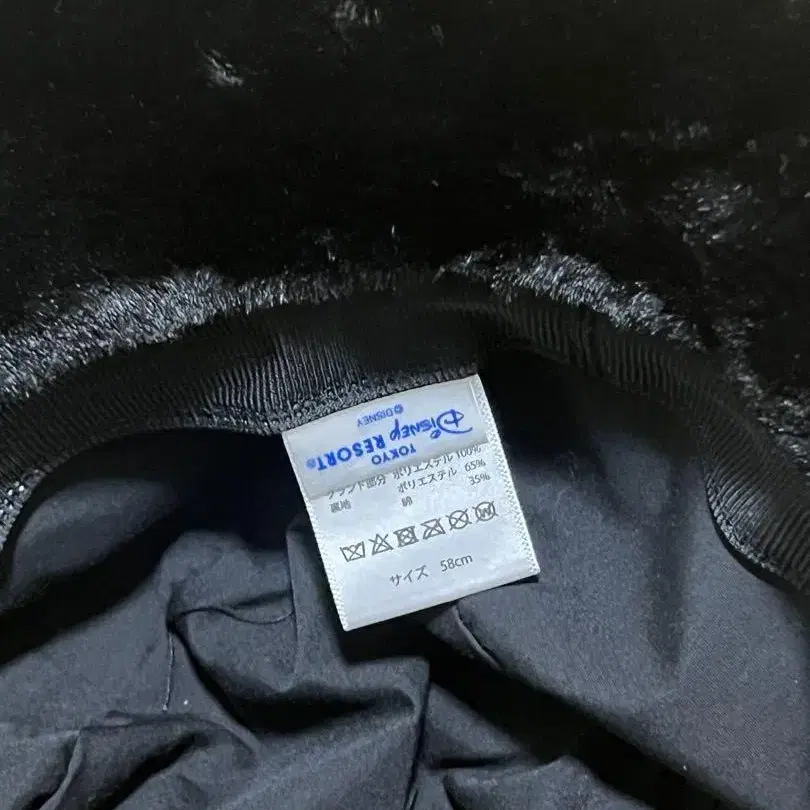 ©DISNEY
Disney
TOKYO RESORT®
グランド部分 ポリエステル 100%
裏地 ポリエステル 65%
綿 35%
サイズ 58cm